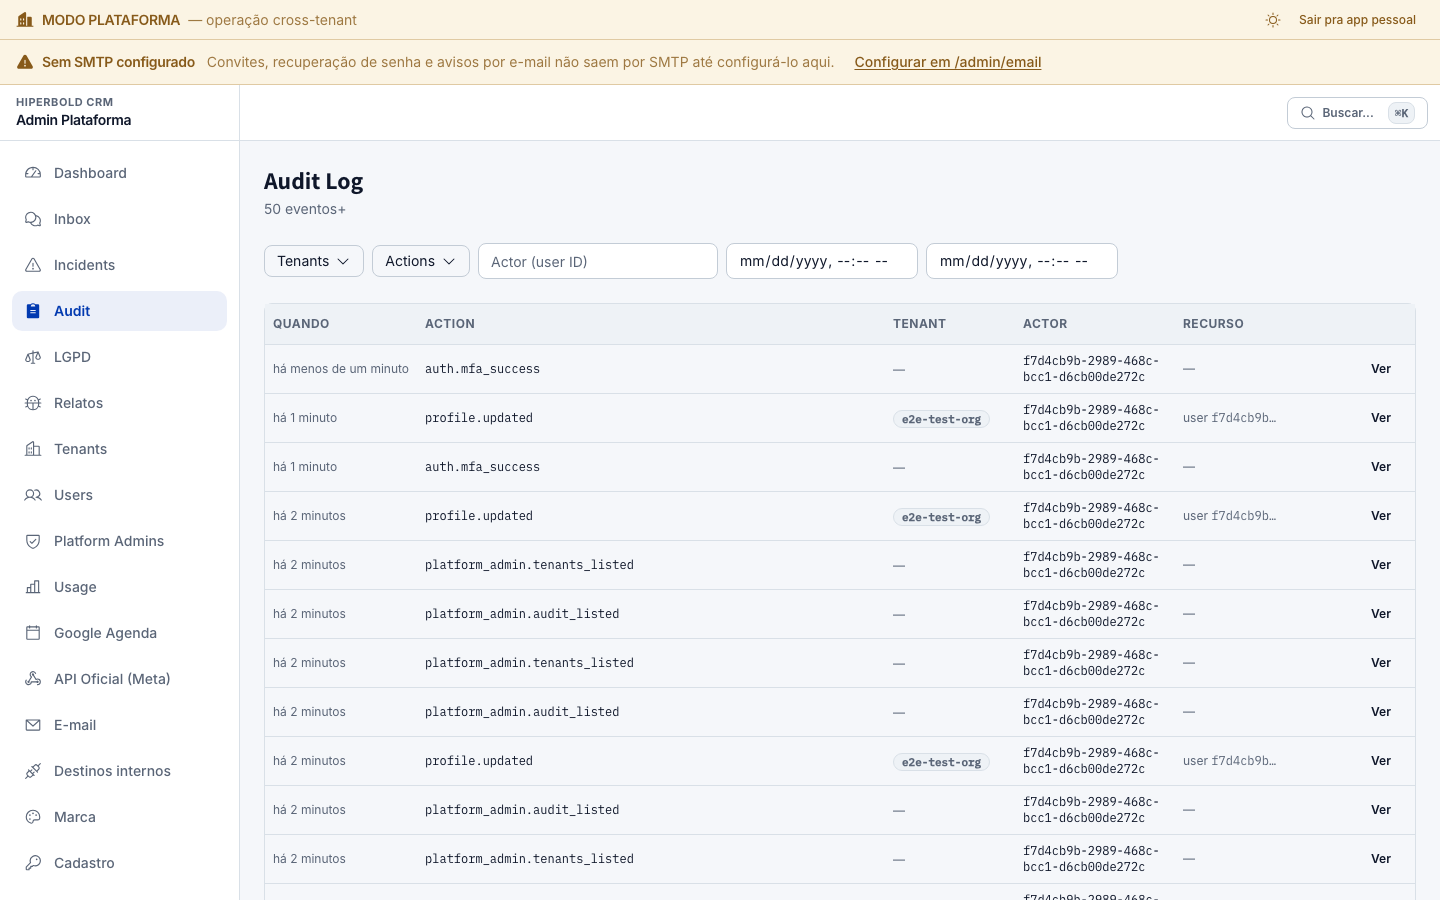 MODO PLATAFORMA — operação cross-tenant
Sair pra app pessoal
Sem SMTP configurado Convites, recuperação de senha e avisos por e-mail não saem por SMTP até configurá-lo aqui. Configurar em /admin/email
HIPERBOLD CRM
Admin Plataforma
Buscar... ⌘K
Dashboard
Inbox
Incidents
Audit
LGPD
Relatos
Tenants
Users
Platform Admins
Usage
Google Agenda
API Oficial (Meta)
E-mail
Destinos internos
Marca
Cadastro
Audit Log
50 eventos+
Tenants Actions Actor (user ID) mm/dd/yyyy, --:-- -- mm/dd/yyyy, --:-- --
QUANDO ACTION TENANT ACTOR RECURSO
há menos de um minuto auth.mfa_success — f7d4cb9b-2989-468c-bcc1-d6cb00de272c — Ver
há 1 minuto profile.updated e2e-test-org f7d4cb9b-2989-468c-bcc1-d6cb00de272c user f7d4cb9b… Ver
há 1 minuto auth.mfa_success — f7d4cb9b-2989-468c-bcc1-d6cb00de272c — Ver
há 2 minutos profile.updated e2e-test-org f7d4cb9b-2989-468c-bcc1-d6cb00de272c user f7d4cb9b… Ver
há 2 minutos platform_admin.tenants_listed — f7d4cb9b-2989-468c-bcc1-d6cb00de272c — Ver
há 2 minutos platform_admin.audit_listed — f7d4cb9b-2989-468c-bcc1-d6cb00de272c — Ver
há 2 minutos platform_admin.tenants_listed — f7d4cb9b-2989-468c-bcc1-d6cb00de272c — Ver
há 2 minutos platform_admin.audit_listed — f7d4cb9b-2989-468c-bcc1-d6cb00de272c — Ver
há 2 minutos profile.updated e2e-test-org f7d4cb9b-2989-468c-bcc1-d6cb00de272c user f7d4cb9b… Ver
há 2 minutos platform_admin.audit_listed — f7d4cb9b-2989-468c-bcc1-d6cb00de272c — Ver
há 2 minutos platform_admin.tenants_listed — f7d4cb9b-2989-468c-bcc1-d6cb00de272c — Ver